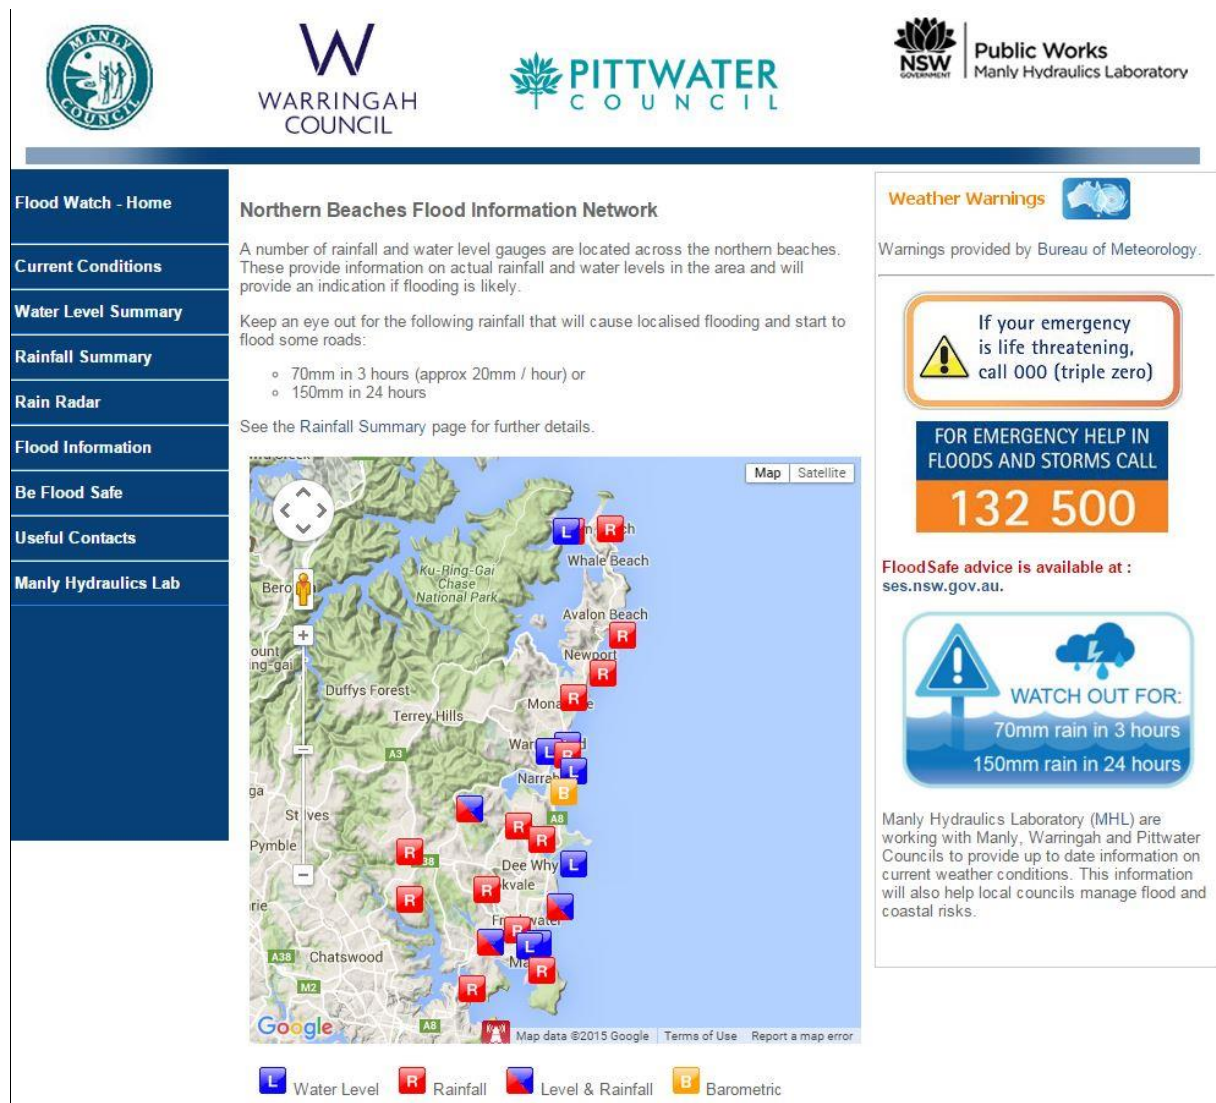 MANLY
COUNCIL
W
WARRINGAH
COUNCIL
PITTWATER
COUNCIL
NSW
GOVERNMENT
Public Works
Manly Hydraulics Laboratory
Flood Watch - Home
Current Conditions
Water Level Summary
Rainfall Summary
Rain Radar
Flood Information
Be Flood Safe
Useful Contacts
Manly Hydraulics Lab
Northern Beaches Flood Information Network
A number of rainfall and water level gauges are located across the northern beaches.
These provide information on actual rainfall and water levels in the area and will
provide an indication if flooding is likely.
Keep an eye out for the following rainfall that will cause localised flooding and start to
flood some roads:
70mm in 3 hours (approx 20mm / hour) or
150mm in 24 hours
See the Rainfall Summary page for further details.
Map Satellite
L R
Whale Beach
Ku-Ring-Gai
Chase
National Park
Avalon Beach
R
Newport
R
Duffys Forest
R
Terrey Hills
A3
L R
L
B
St Ives
A8
R
R
Pymble
R
Dee Why
L
R
R
R
L
A38
Chatswood
R
M2
R
Google
A8
Map data ©2015 Google
Terms of Use
Report a map error
L Water Level
R Rainfall
Level & Rainfall
B Barometric
Weather Warnings
Warnings provided by Bureau of Meteorology.
If your emergency
is life threatening,
call 000 (triple zero)
FOR EMERGENCY HELP IN
FLOODS AND STORMS CALL
132 500
FloodSafe advice is available at :
ses.nsw.gov.au.
WATCH OUT FOR:
70mm rain in 3 hours
150mm rain in 24 hours
Manly Hydraulics Laboratory (MHL) are
working with Manly, Warringah and Pittwater
Councils to provide up to date information on
current weather conditions. This information
will also help local councils manage flood and
coastal risks.